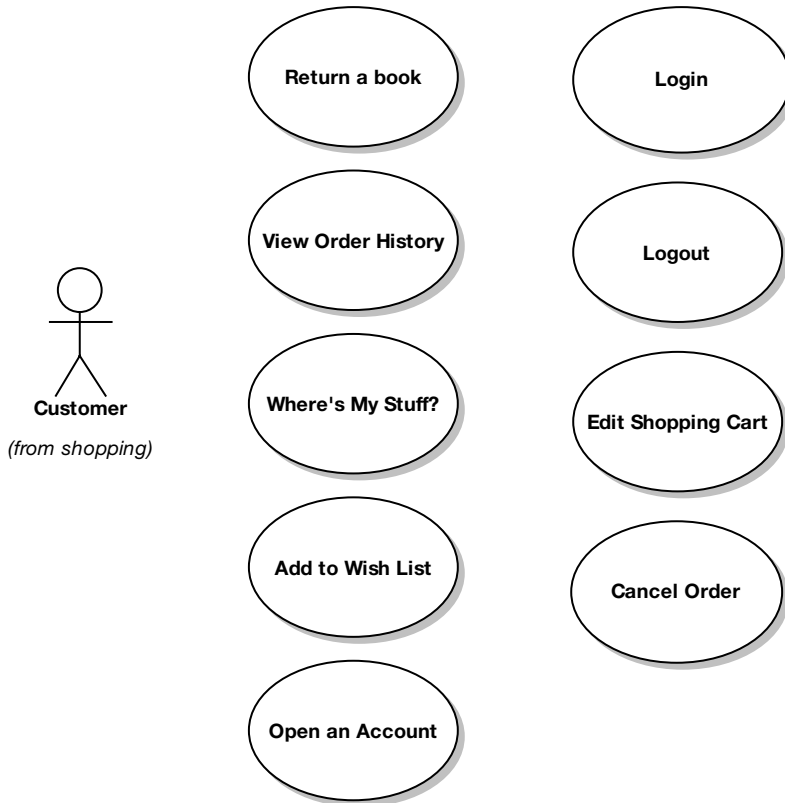 Return a book
Login
View Order History
Logout
Customer
(from shopping)
Where's My Stuff?
Edit Shopping Cart
Add to Wish List
Cancel Order
Open an Account